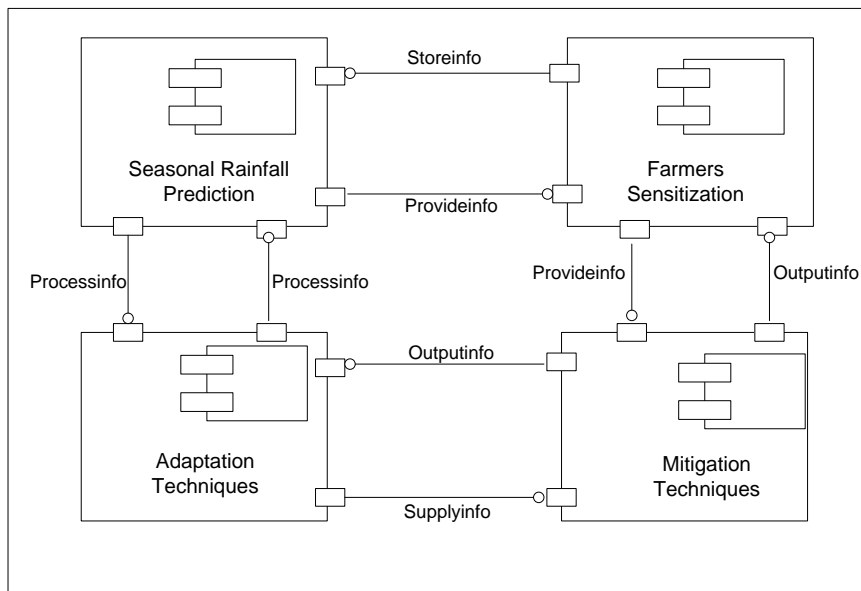 Storeinfo
Seasonal Rainfall
Prediction
Farmers
Sensitization
Provideinfo
Processinfo
Processinfo
Provideinfo
Outputinfo
Outputinfo
Adaptation
Techniques
Mitigation
Techniques
Supplyinfo